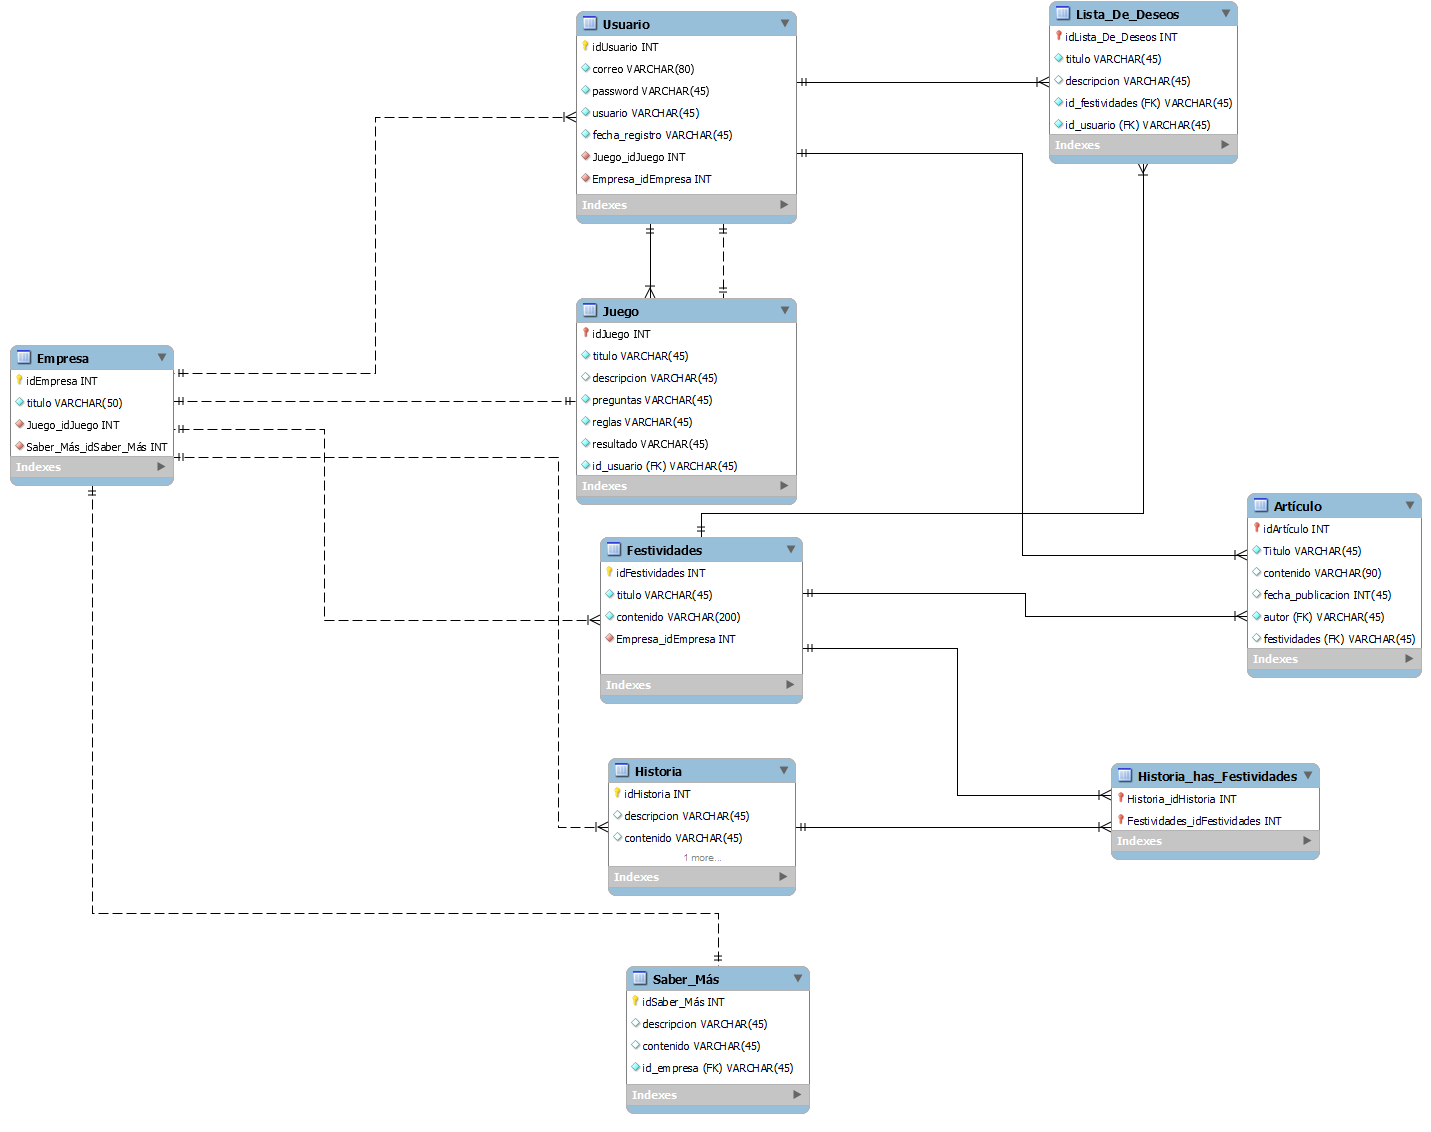 Usuario
idUsuario INT
correo VARCHAR(80)
password VARCHAR(45)
usuario VARCHAR(45)
fecha_registro VARCHAR(45)
Juego_idJuego INT
Empresa_idEmpresa INT
Indexes
Lista_De_Deseos
idLista_De_Deseos INT
titulo VARCHAR(45)
descripcion VARCHAR(45)
id_festividades (FK) VARCHAR(45)
id_usuario (FK) VARCHAR(45)
Indexes
Juego
idJuego INT
titulo VARCHAR(45)
descripcion VARCHAR(45)
preguntas VARCHAR(45)
reglas VARCHAR(45)
resultado VARCHAR(45)
id_usuario (FK) VARCHAR(45)
Indexes
Empresa
idEmpresa INT
titulo VARCHAR(50)
Juego_idJuego INT
Saber_Más_idSaber_Más INT
Indexes
Artículo
idArtículo INT
Titulo VARCHAR(45)
contenido VARCHAR(90)
fecha_publicacion INT(45)
autor (FK) VARCHAR(45)
festividades (FK) VARCHAR(45)
Indexes
Festividades
idFestividades INT
titulo VARCHAR(45)
contenido VARCHAR(200)
Empresa_idEmpresa INT
Indexes
Historia
idHistoria INT
descripcion VARCHAR(45)
contenido VARCHAR(45)
1 more...
Indexes
Historia_has_Festividades
Historia_idHistoria INT
Festividades_idFestividades INT
Indexes
Saber_Más
idSaber_Más INT
descripcion VARCHAR(45)
contenido VARCHAR(45)
id_empresa (FK) VARCHAR(45)
Indexes